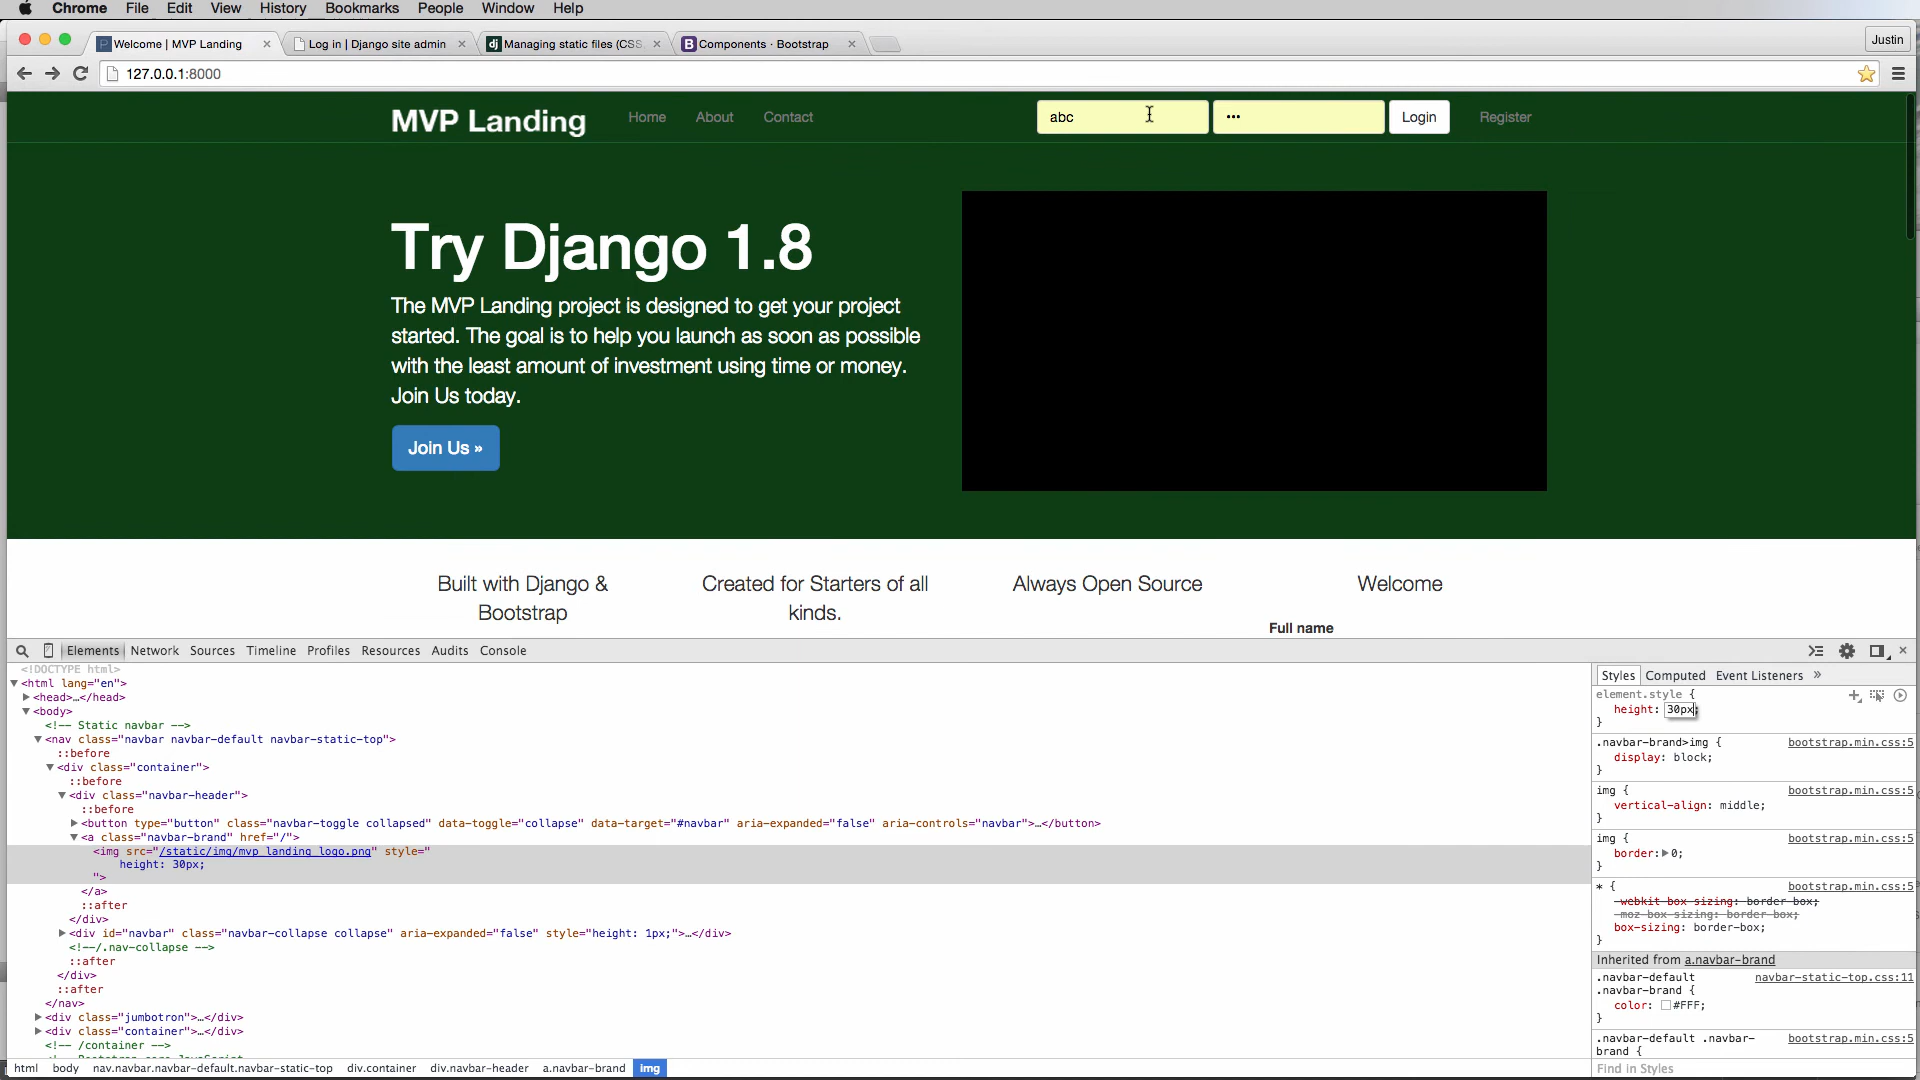 Chrome File Edit View History Bookmarks People Window Help
Welcome | MVP Landing × Log in | Django site admin × Managing static files (CSS, × Components · Bootstrap × Justin
127.0.0.1:8000
MVP Landing Home About Contact abc ••• Login Register
Try Django 1.8
The MVP Landing project is designed to get your project
started. The goal is to help you launch as soon as possible
with the least amount of investment using time or money.
Join Us today.
Join Us »
Built with Django &
Bootstrap
Created for Starters of all
kinds.
Always Open Source
Welcome
Full name
Elements Network Sources Timeline Profiles Resources Audits Console
<!DOCTYPE html>
<html lang="en">
<head>…</head>
<body>
<!-- Static navbar -->
<nav class="navbar navbar-default navbar-static-top">
::before
<div class="container">
::before
<div class="navbar-header">
::before
<button type="button" class="navbar-toggle collapsed" data-toggle="collapse" data-target="#navbar" aria-expanded="false" aria-controls="navbar">…</button>
<a class="navbar-brand" href="/">
<img src="/static/img/mvp_landing_logo.png" style="
height: 30px;
">
</a>
::after
</div>
<div id="navbar" class="navbar-collapse collapse" aria-expanded="false" style="height: 1px;">…</div>
<!--/.nav-collapse -->
::after
</div>
::after
</nav>
<div class="jumbotron">…</div>
<div class="container">…</div>
<!-- /container -->
html body nav.navbar.navbar-default.navbar-static-top div.container div.navbar-header a.navbar-brand img
Styles Computed Event Listeners »
element.style {
height: 30px;
}
.navbar-brand>img { bootstrap.min.css:5
display: block;
}
img { bootstrap.min.css:5
vertical-align: middle;
}
img { bootstrap.min.css:5
border: 0;
}
* { bootstrap.min.css:5
-webkit-box-sizing: border-box;
-moz-box-sizing: border-box;
box-sizing: border-box;
}
Inherited from a.navbar-brand
.navbar-default navbar-static-top.css:11
.navbar-brand {
color: #FFF;
}
.navbar-default .navbar- bootstrap.min.css:5
brand {
Find in Styles